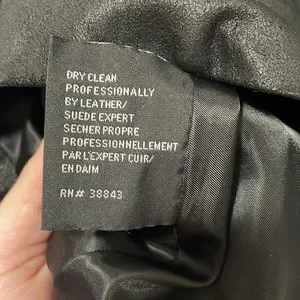 DRY CLEAN
PROFESSIONALLY
BY LEATHER/
SUEDE EXPERT
SECHER PROPRE
PROFESSIONNELLEMENT
PAR L'EXPERT CUIR/
EN DAIM
RN# 38843